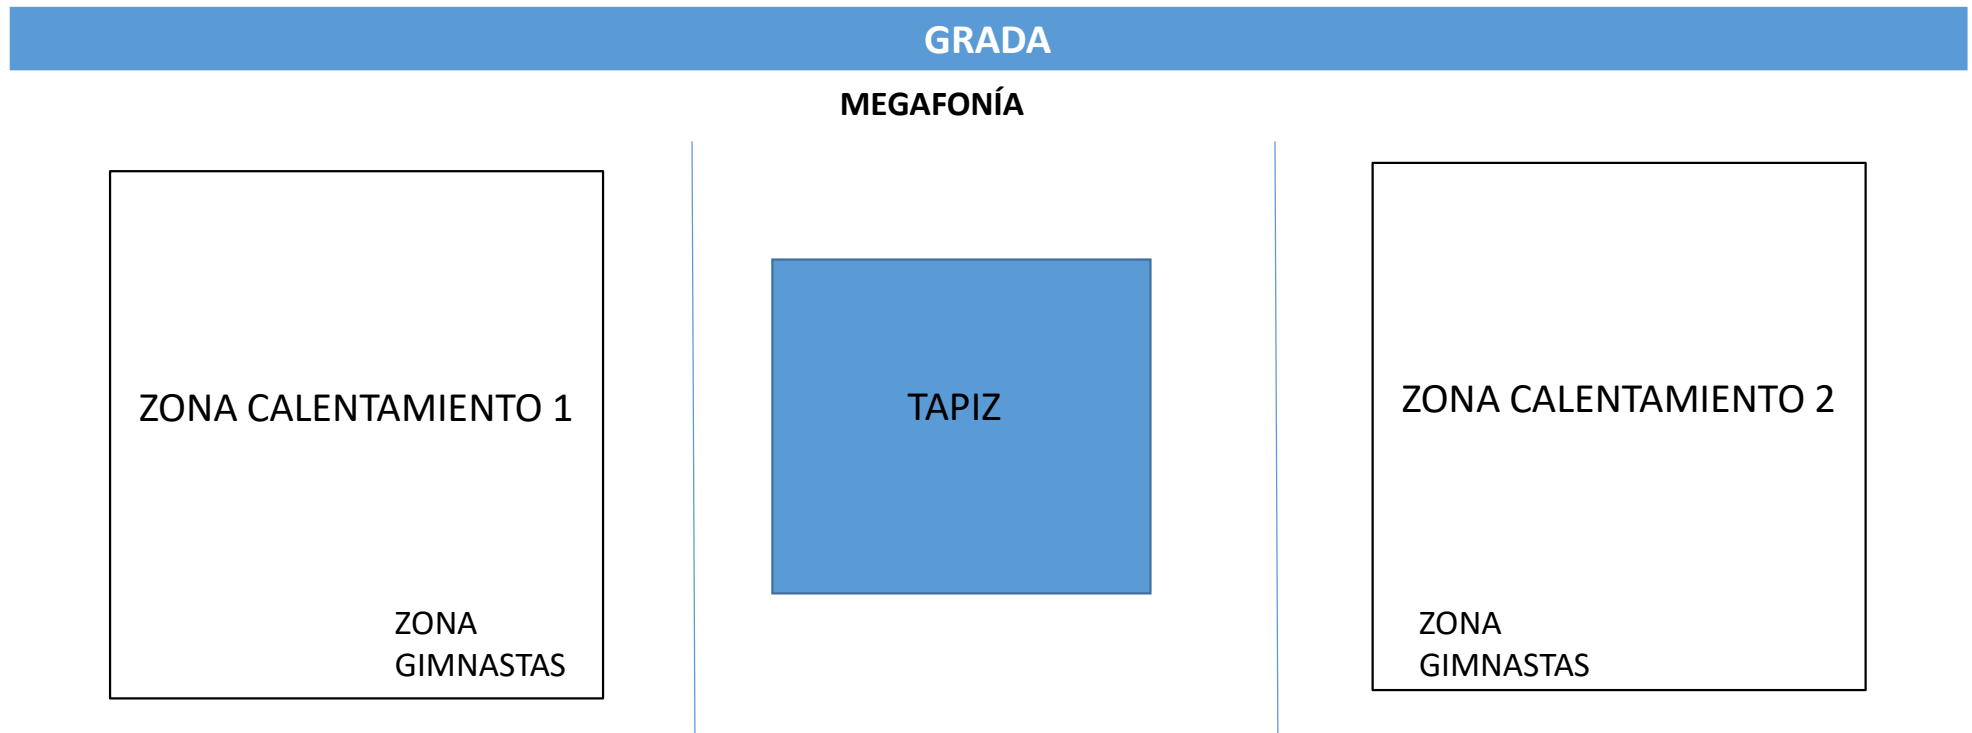 GRADA
MEGAFONÍA
ZONA CALENTAMIENTO 1
TAPIZ
ZONA CALENTAMIENTO 2
ZONA
GIMNASTAS
ZONA
GIMNASTAS